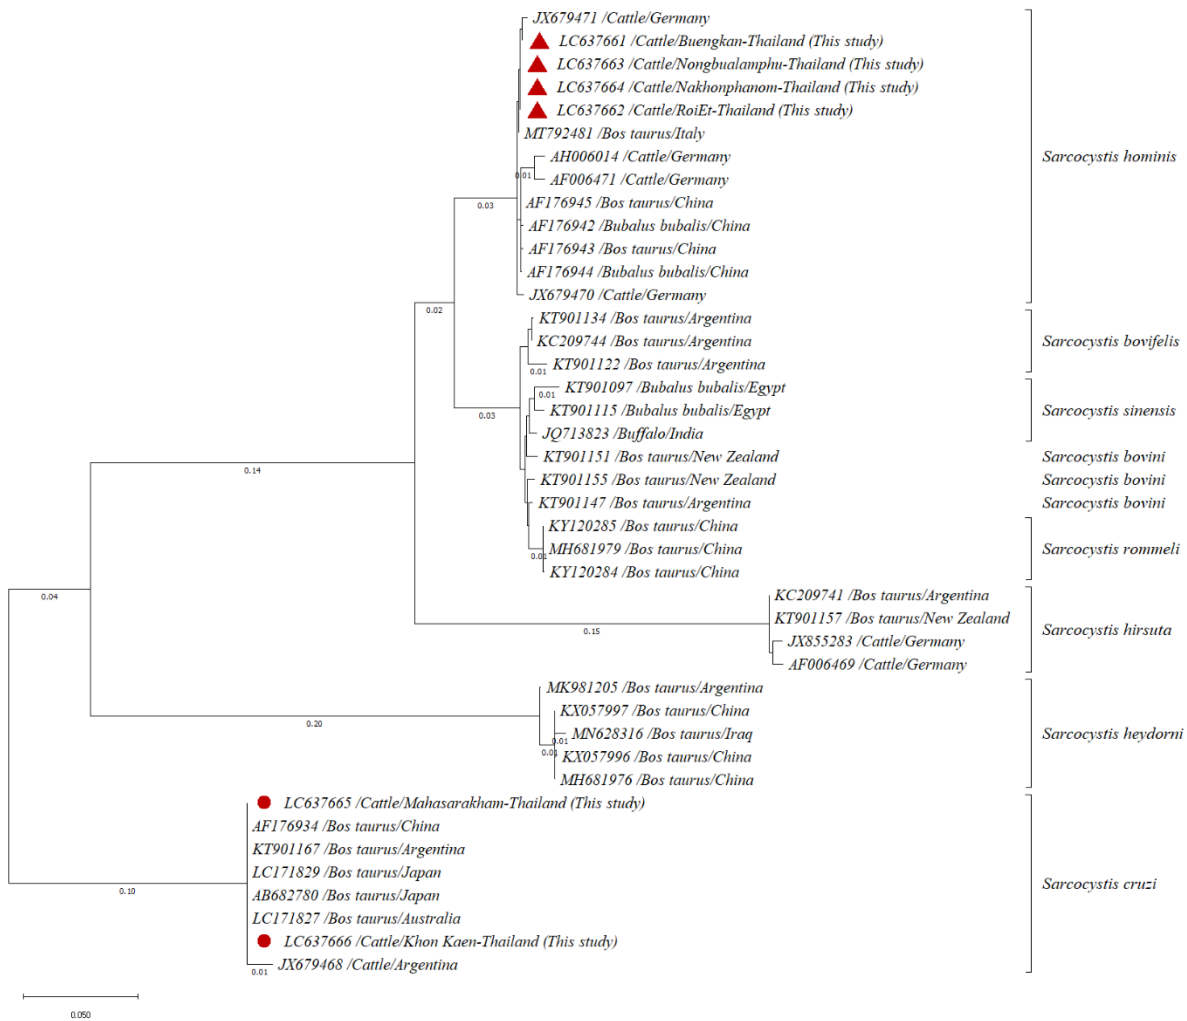 JX679471 /Cattle/Germany
LC637661 /Cattle/Buengkan-Thailand (This study)
LC637663 /Cattle/Nongbualamphu-Thailand (This study)
LC637664 /Cattle/Nakhonphanom-Thailand (This study)
LC637662 /Cattle/RoiEt-Thailand (This study)
MT792481 /Bos taurus/Italy
AH006014 /Cattle/Germany
Sarcocystis hominis
0.01
AF006471 /Cattle/Germany
0.03
AF176945 /Bos taurus/China
AF176942 /Bubalus bubalis/China
AF176943 /Bos taurus/China
AF176944 /Bubalus bubalis/China
JX679470 /Cattle/Germany
0.02
KT901134 /Bos taurus/Argentina
KC209744 /Bos taurus/Argentina
Sarcocystis bovifelis
KT901122 /Bos taurus/Argentina
0.01
KT901097 /Bubalus bubalis/Egypt
0.01
0.03
KT901115 /Bubalus bubalis/Egypt
Sarcocystis sinensis
JQ713823 /Buffalo/India
KT901151 /Bos taurus/New Zealand
Sarcocystis bovini
0.14
KT901155 /Bos taurus/New Zealand
Sarcocystis bovini
KT901147 /Bos taurus/Argentina
Sarcocystis bovini
KY120285 /Bos taurus/China
MH681979 /Bos taurus/China
Sarcocystis rommeli
0.01
KY120284 /Bos taurus/China
0.04
KC209741 /Bos taurus/Argentina
KT901157 /Bos taurus/New Zealand
0.15
Sarcocystis hirsuta
JX855283 /Cattle/Germany
AF006469 /Cattle/Germany
MK981205 /Bos taurus/Argentina
KX057997 /Bos taurus/China
0.20
MN628316 /Bos taurus/Iraq
Sarcocystis heydorni
0.01
0.01
KX057996 /Bos taurus/China
MH681976 /Bos taurus/China
LC637665 /Cattle/Mahasarakham-Thailand (This study)
AF176934 /Bos taurus/China
KT901167 /Bos taurus/Argentina
LC171829 /Bos taurus/Japan
Sarcocystis cruzi
0.10
AB682780 /Bos taurus/Japan
LC171827 /Bos taurus/Australia
LC637666 /Cattle/Khon Kaen-Thailand (This study)
JX679468 /Cattle/Argentina
0.01
0.050